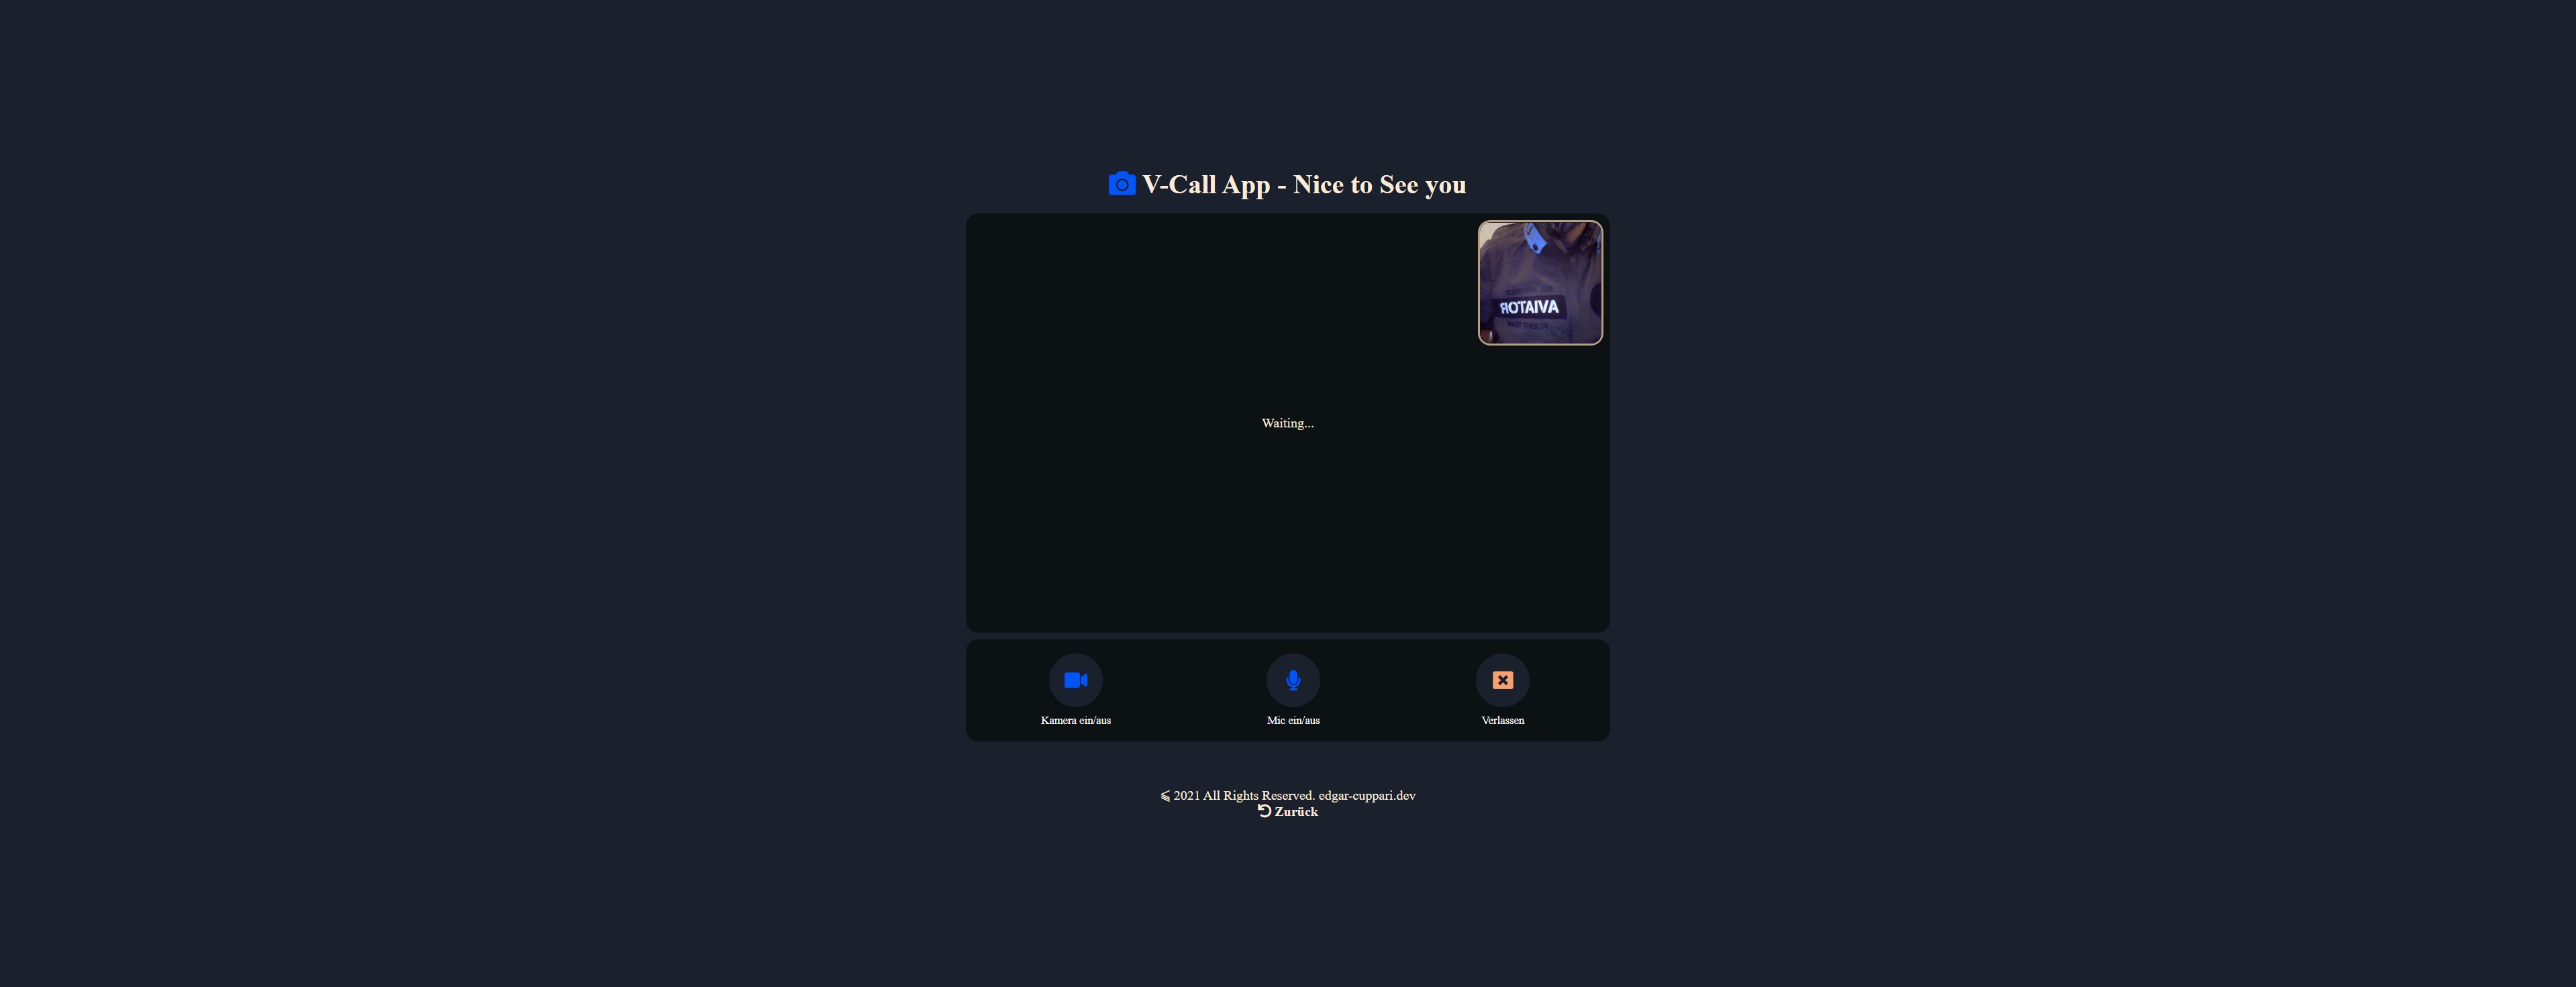 V-Call App - Nice to See you
AVIATOR
Waiting...
Kamera ein/aus
Mic ein/aus
Verlassen
2021 All Rights Reserved. edgar-cuppari.dev
Zurück